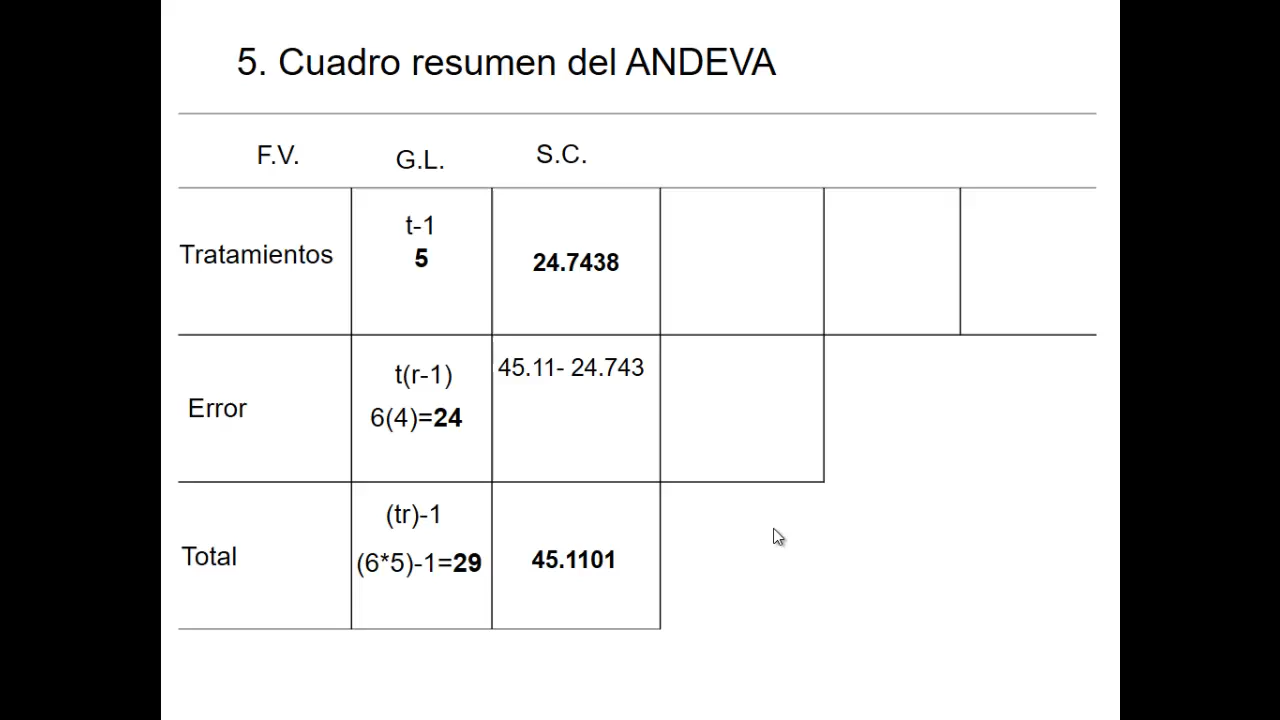 5. Cuadro resumen del ANDEVA
F.V. G.L. S.C.
t-1
Tratamientos 5 24.7438
t(r-1) 45.11- 24.743
Error 6(4)=24
(tr)-1
Total (6*5)-1=29 45.1101